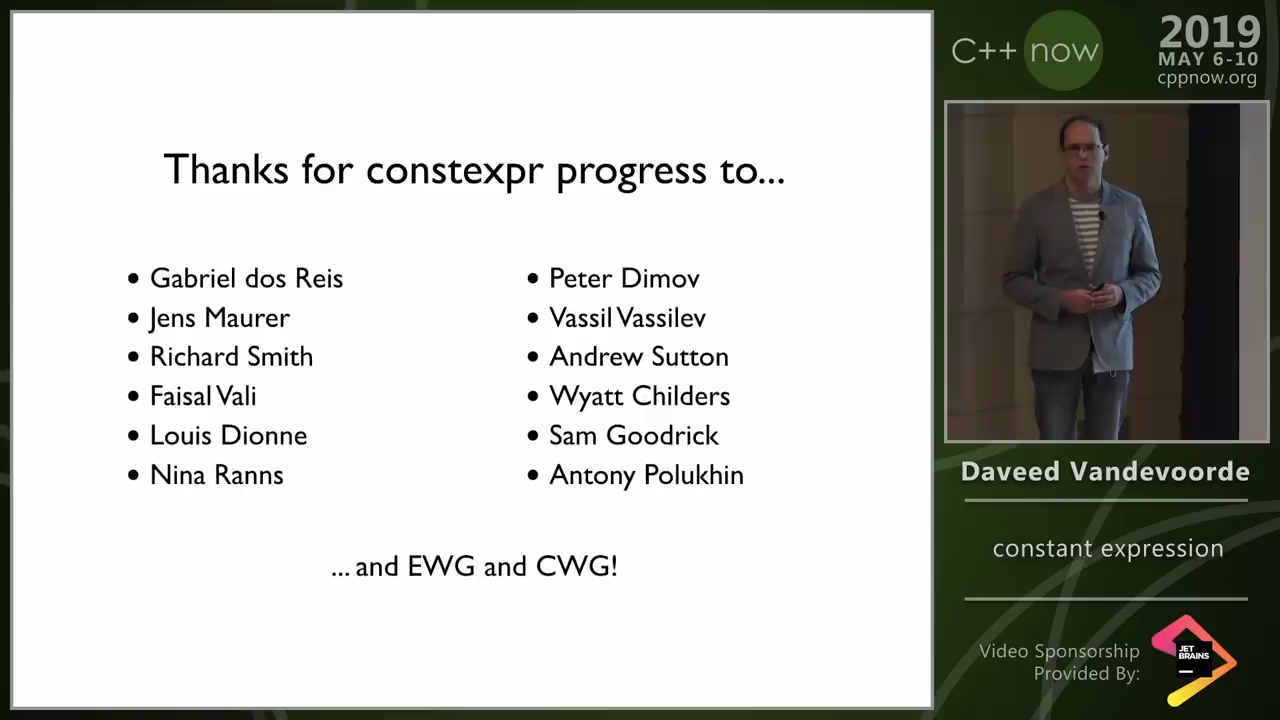 Thanks for constexpr progress to...
• Gabriel dos Reis
• Jens Maurer
• Richard Smith
• Faisal Vali
• Louis Dionne
• Nina Ranns
• Peter Dimov
• Vassil Vassilev
• Andrew Sutton
• Wyatt Childers
• Sam Goodrick
• Antony Polukhin
... and EWG and CWG!
C++ now
2019
MAY 6-10
cppnow.org
Daveed Vandevoorde
constant expression
Video Sponsorship
Provided By:
JET
BRAINS